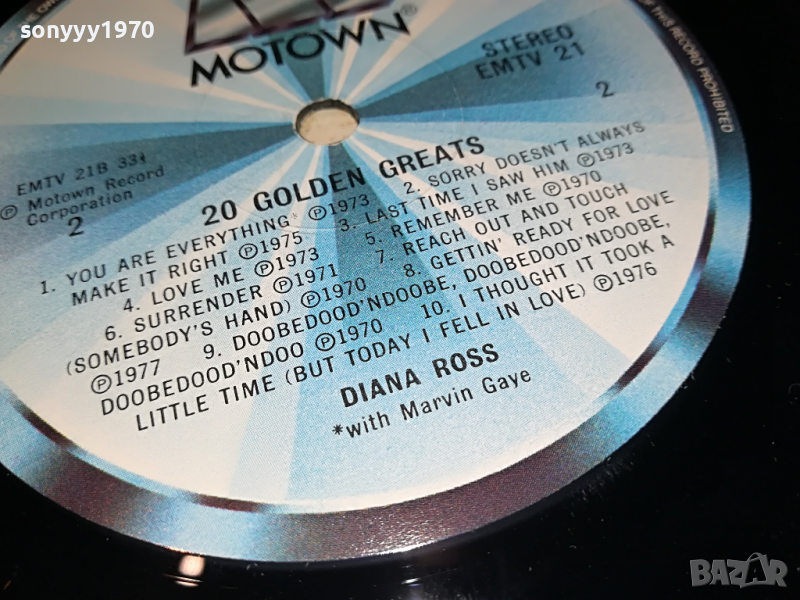 sonyyy1970
MOTOWN®
STEREO
EMTV 21
2
OF THIS RECORD PROHIBITED
EMTV 21B 33⅓
℗ Motown Record
Corporation
2
20 GOLDEN GREATS
1. YOU ARE EVERYTHING* ℗1973 2. SORRY DOESN'T ALWAYS
MAKE IT RIGHT ℗1975 3. LAST TIME I SAW HIM ℗1973
4. LOVE ME ℗1973 5. REMEMBER ME ℗1970
6. SURRENDER ℗1971 7. REACH OUT AND TOUCH
(SOMEBODY'S HAND) ℗1970 8. GETTIN' READY FOR LOVE
℗1977 9. DOOBEDOOD'NDOOBE, DOOBEDOOD'NDOOBE,
DOOBEDOOD'NDOO ℗1970 10. I THOUGHT IT TOOK A
LITTLE TIME (BUT TODAY I FELL IN LOVE) ℗1976
DIANA ROSS
*with Marvin Gaye
BAZAR